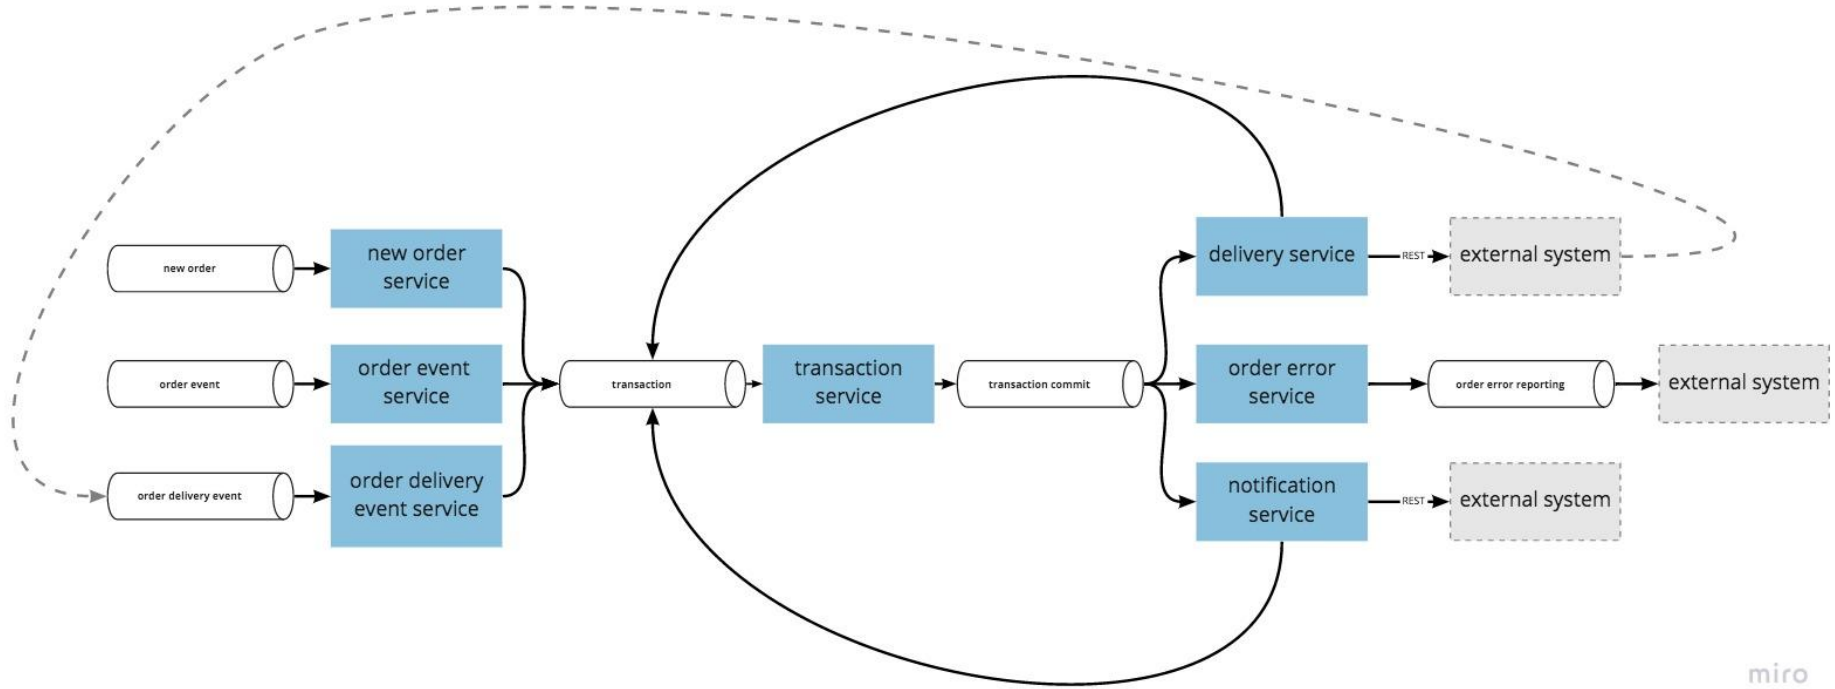 new order
new order
service
delivery service
REST
external system
order event
order event
service
transaction
transaction
service
transaction commit
order error
service
order error reporting
external system
order delivery event
order delivery
event service
notification
service
REST
external system
miro